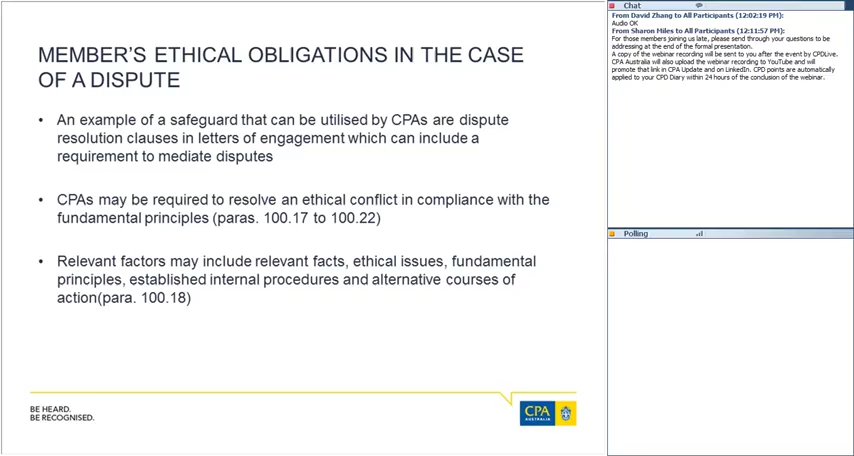 MEMBER’S ETHICAL OBLIGATIONS IN THE CASE
OF A DISPUTE
• An example of a safeguard that can be utilised by CPAs are dispute
resolution clauses in letters of engagement which can include a
requirement to mediate disputes
• CPAs may be required to resolve an ethical conflict in compliance with the
fundamental principles (paras. 100.17 to 100.22)
• Relevant factors may include relevant facts, ethical issues, fundamental
principles, established internal procedures and alternative courses of
action(para. 100.18)
BE HEARD.
BE RECOGNISED.
CPA
AUSTRALIA
Chat
From David Zhang to All Participants (12:02:19 PM):
Audio OK
From Sharon Miles to All Participants (12:11:57 PM):
For those members joining us late, please send through your questions to be
addressing at the end of the formal presentation.
A copy of the webinar recording will be sent to you after the event by CPDLive.
CPA Australia will also upload the webinar recording to YouTube and will
promote that link in CPA Update and on LinkedIn. CPD points are automatically
applied to your CPD Diary within 24 hours of the conclusion of the webinar.
Polling